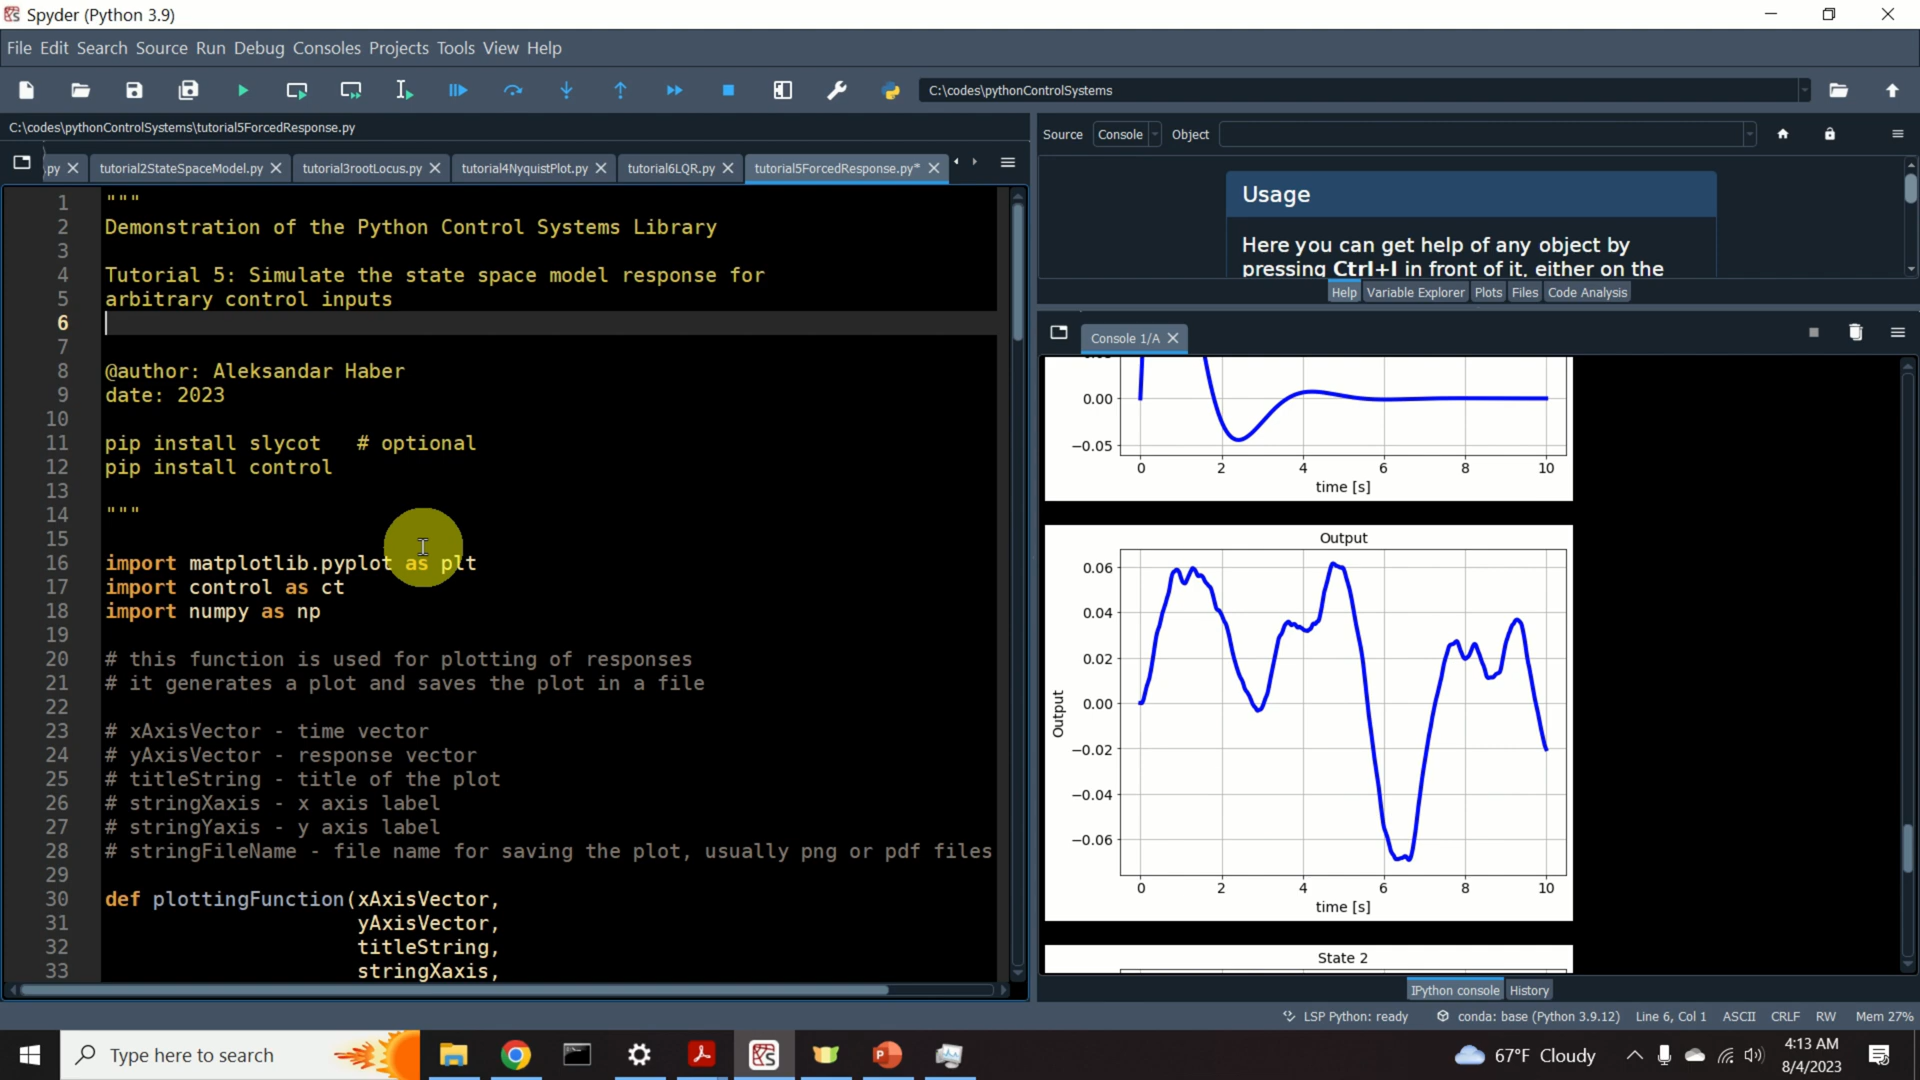 Spyder (Python 3.9)
File Edit Search Source Run Debug Consoles Projects Tools View Help
C:\codes\pythonControlSystems
C:\codes\pythonControlSystems\tutorial5ForcedResponse.py
.py tutorial2StateSpaceModel.py tutorial3rootLocus.py tutorial4NyquistPlot.py tutorial6LQR.py tutorial5ForcedResponse.py*
1 """
2 Demonstration of the Python Control Systems Library
3
4 Tutorial 5: Simulate the state space model response for
5 arbitrary control inputs
6
7
8 @author: Aleksandar Haber
9 date: 2023
10
11 pip install slycot   # optional
12 pip install control
13
14 """
15
16 import matplotlib.pyplot as plt
17 import control as ct
18 import numpy as np
19
20 # this function is used for plotting of responses
21 # it generates a plot and saves the plot in a file
22
23 # xAxisVector - time vector
24 # yAxisVector - response vector
25 # titleString - title of the plot
26 # stringXaxis - x axis label
27 # stringYaxis - y axis label
28 # stringFileName - file name for saving the plot, usually png or pdf files
29
30 def plottingFunction(xAxisVector,
31 yAxisVector,
32 titleString,
33 stringXaxis,
Source Console Object
Usage
Here you can get help of any object by
pressing Ctrl+I in front of it, either on the
Help Variable Explorer Plots Files Code Analysis
Console 1/A
0.00
−0.05
0 2 4 6 8 10
time [s]
Output
0.06
0.04
0.02
0.00
−0.02
−0.04
−0.06
Output
0 2 4 6 8 10
time [s]
State 2
IPython console History
LSP Python: ready conda: base (Python 3.9.12) Line 6, Col 1 ASCII CRLF RW Mem 27%
Type here to search
67°F Cloudy
4:13 AM
8/4/2023